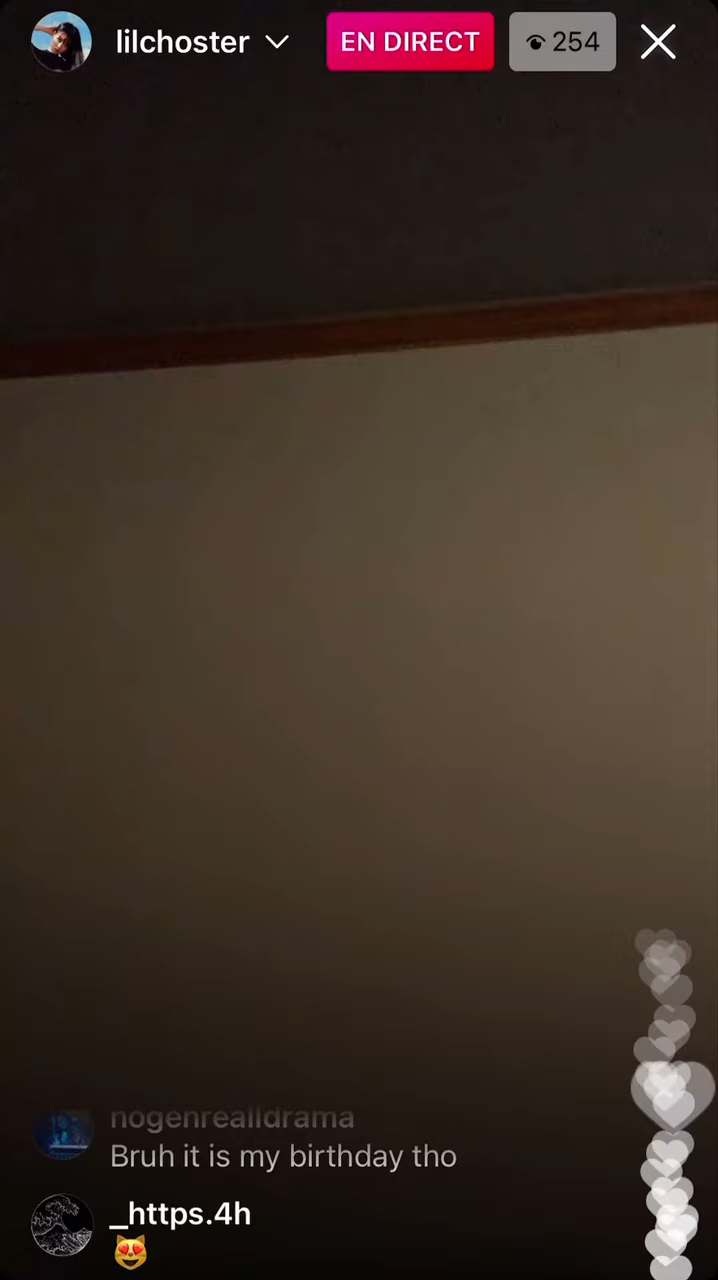 lilchoster
EN DIRECT
254
nogenrealldrama
Bruh it is my birthday tho
_https.4h
😻